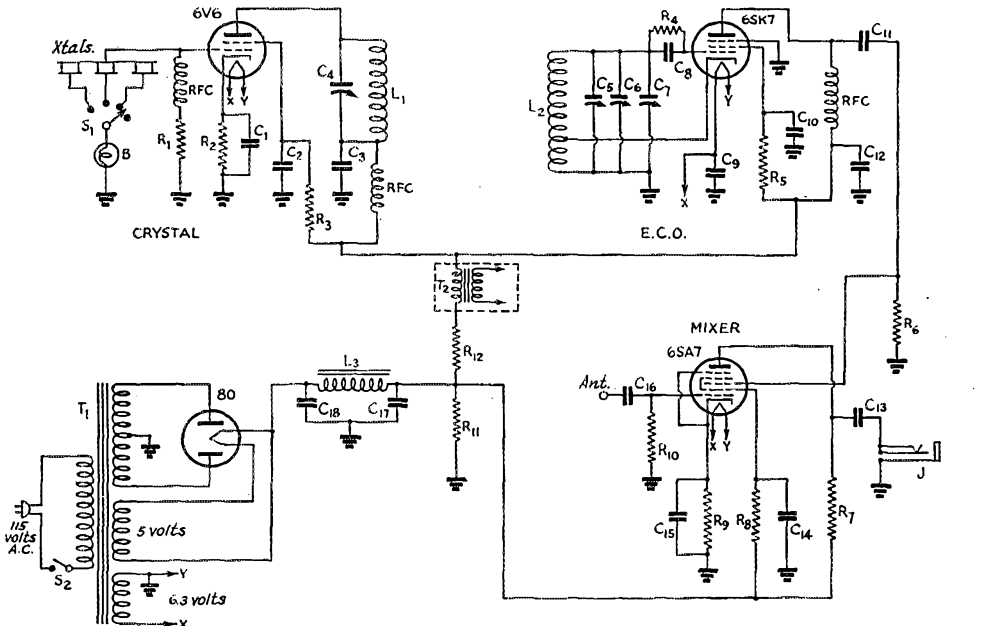 6V6
Xtals.
RFC
C4
L1
S1
B
R1
R2
C1
C2
C3
RFC
R3
CRYSTAL
R4
6SK7
C11
C8
L2
C5
C6
C7
Y
X
Y
RFC
C10
C9
R5
C12
X
E.C.O.
T2
R12
R6
MIXER
6SA7
L3
Ant.
C16
T1
80
C18
C17
R11
R10
X
Y
C13
J
115
volts
A.C.
5 volts
C15
R9
R8
C14
R7
S2
Y
6.3 volts
X